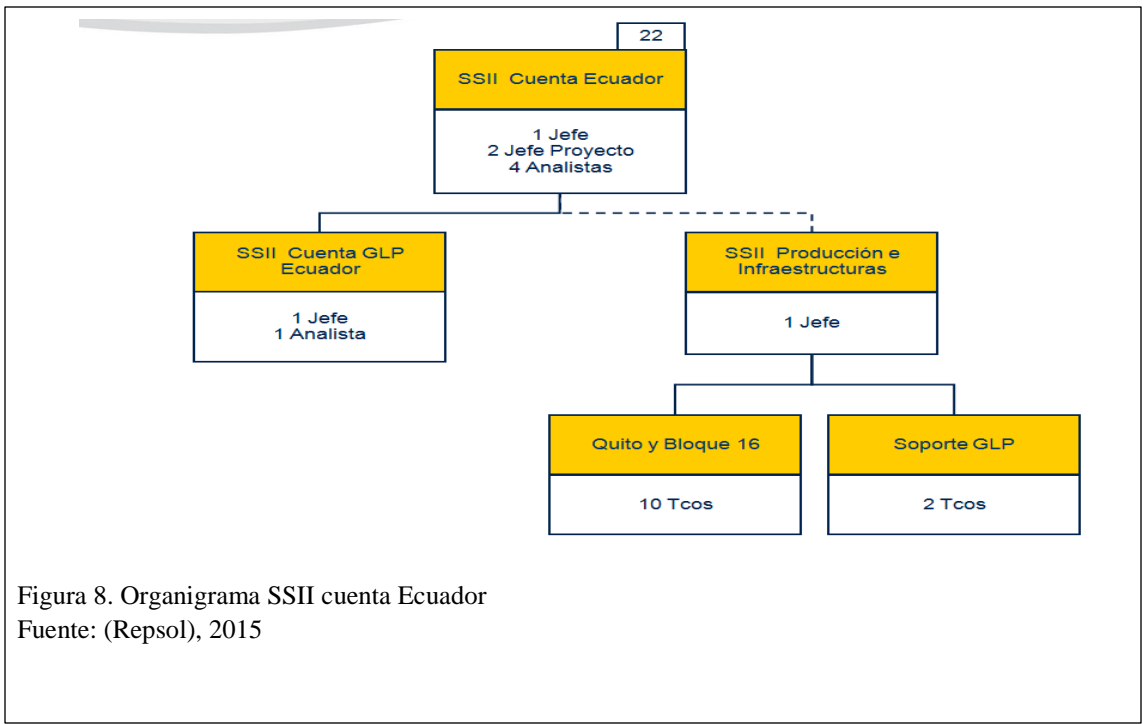 22
SSII Cuenta Ecuador
1 Jefe
2 Jefe Proyecto
4 Analistas
SSII Cuenta GLP
Ecuador
1 Jefe
1 Analista
SSII Producción e
Infraestructuras
1 Jefe
Quito y Bloque 16
10 Tcos
Soporte GLP
2 Tcos
Figura 8. Organigrama SSII cuenta Ecuador
Fuente: (Repsol), 2015